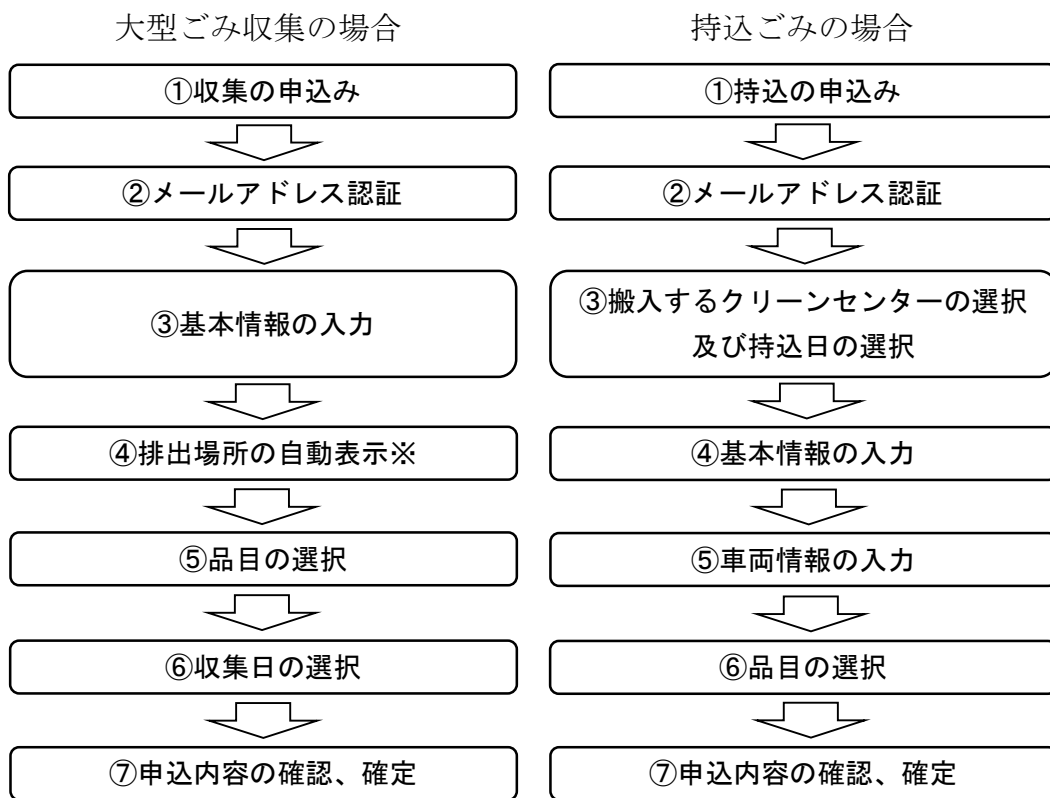 大型ごみ収集の場合
①収集の申込み
②メールアドレス認証
③基本情報の入力
④排出場所の自動表示※
⑤品目の選択
⑥収集日の選択
⑦申込内容の確認、確定
持込ごみの場合
①持込の申込み
②メールアドレス認証
③搬入するクリーンセンターの選択
及び持込日の選択
④基本情報の入力
⑤車両情報の入力
⑥品目の選択
⑦申込内容の確認、確定